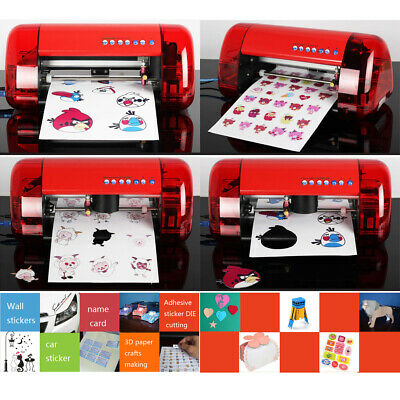 Wall
stickers
name
card
Adhesive
sticker DIE
cutting
car
sticker
3D paper
crafts
making